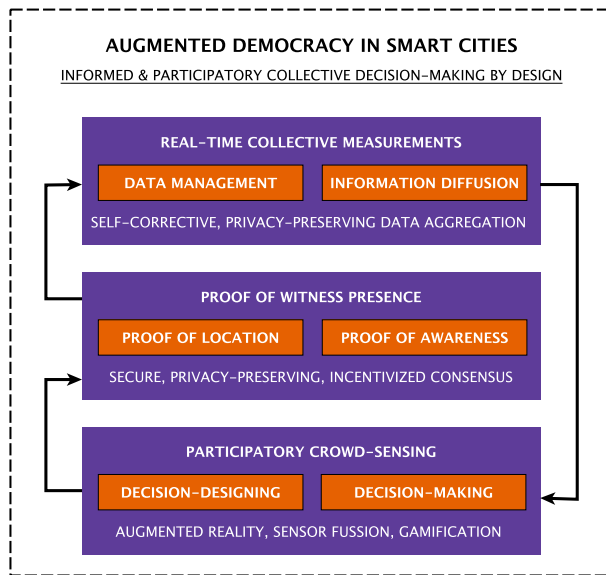 AUGMENTED DEMOCRACY IN SMART CITIES
INFORMED & PARTICIPATORY COLLECTIVE DECISION-MAKING BY DESIGN
REAL-TIME COLLECTIVE MEASUREMENTS
DATA MANAGEMENT
INFORMATION DIFFUSION
SELF-CORRECTIVE, PRIVACY-PRESERVING DATA AGGREGATION
PROOF OF WITNESS PRESENCE
PROOF OF LOCATION
PROOF OF AWARENESS
SECURE, PRIVACY-PRESERVING, INCENTIVIZED CONSENSUS
PARTICIPATORY CROWD-SENSING
DECISION-DESIGNING
DECISION-MAKING
AUGMENTED REALITY, SENSOR FUSSION, GAMIFICATION